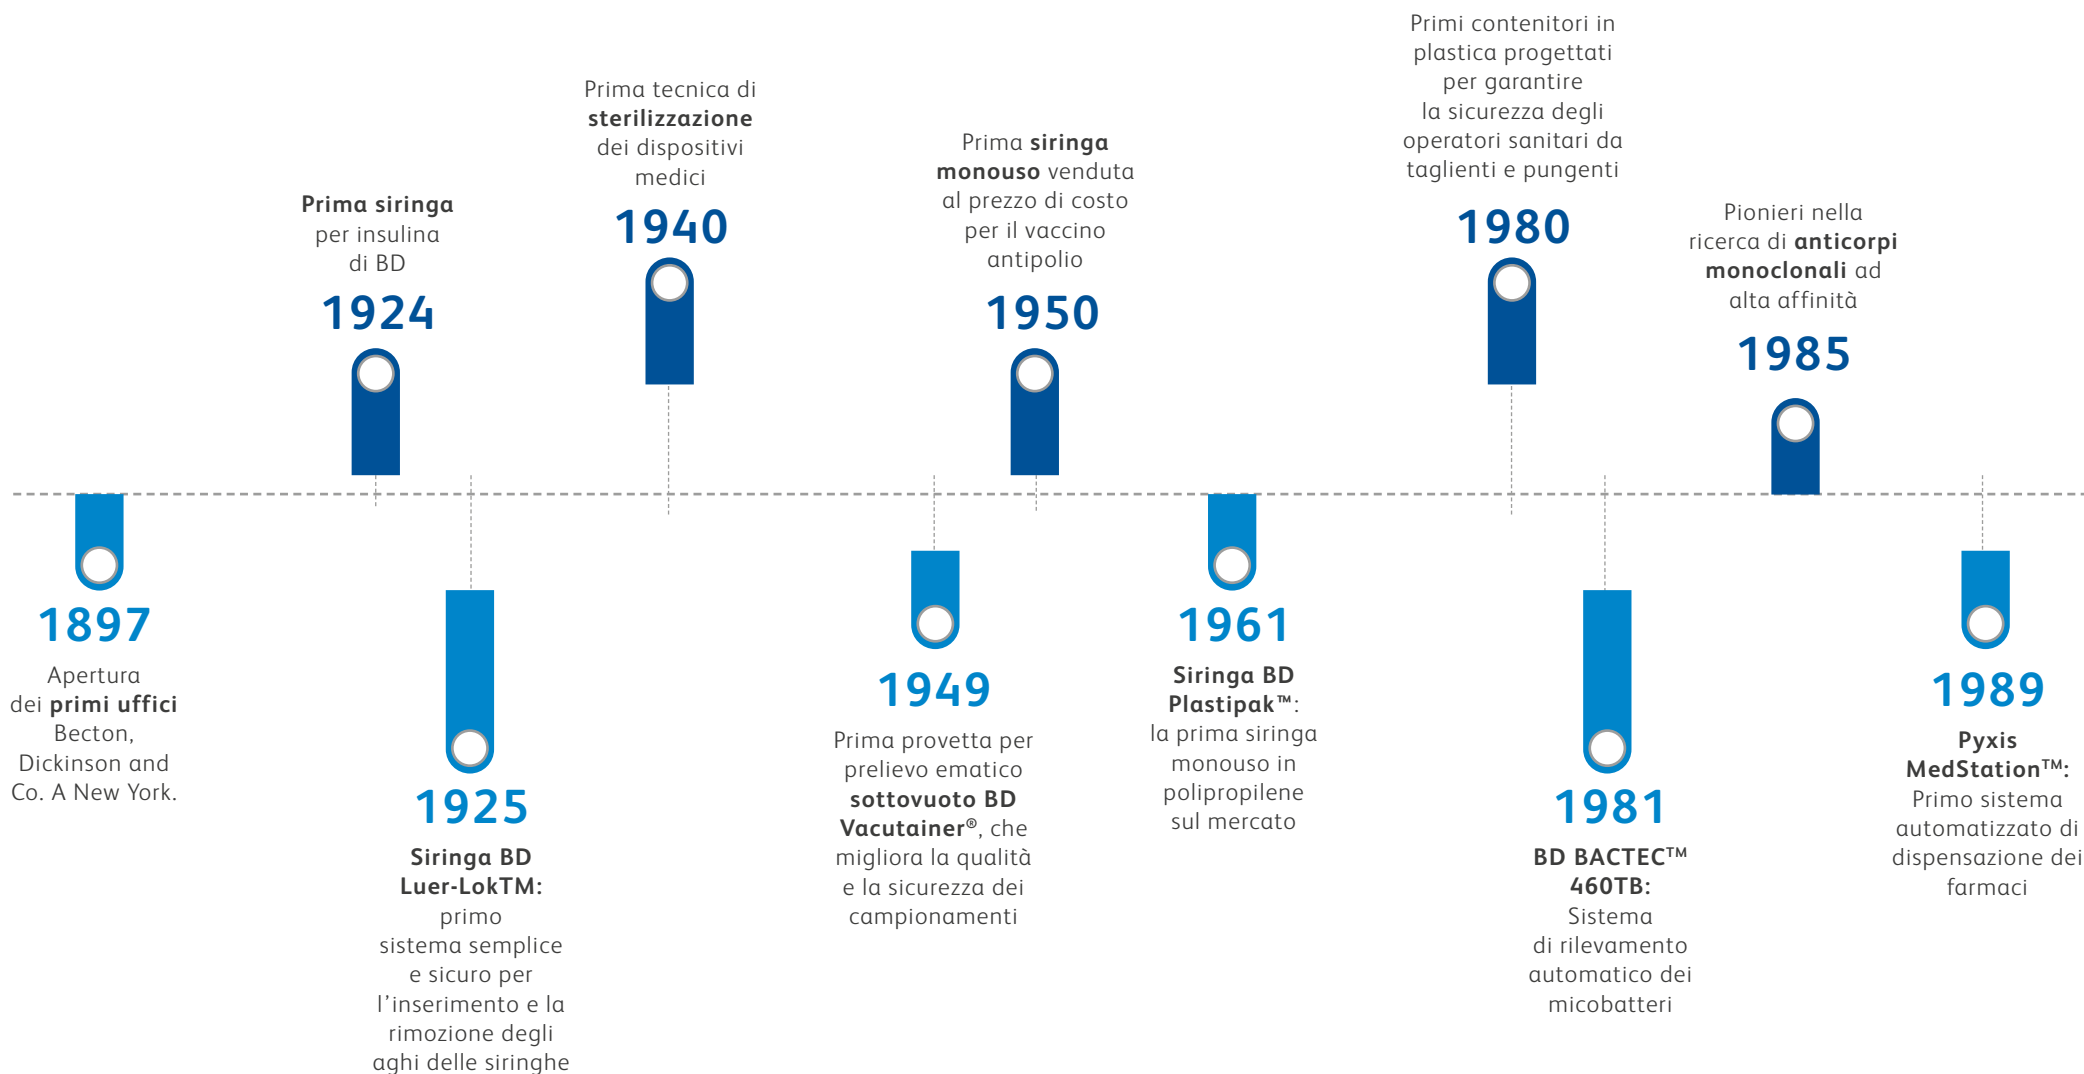 1897
Apertura
dei primi uffici
Becton,
Dickinson and
Co. A New York.
Prima siringa
per insulina
di BD
1924
1925
Siringa BD
Luer-LokTM:
primo
sistema semplice
e sicuro per
l’inserimento e la
rimozione degli
aghi delle siringhe
Prima tecnica di
sterilizzazione
dei dispositivi
medici
1940
1949
Prima provetta per
prelievo ematico
sottovuoto BD
Vacutainer®, che
migliora la qualità
e la sicurezza dei
campionamenti
Prima siringa
monouso venduta
al prezzo di costo
per il vaccino
antipolio
1950
1961
Siringa BD
Plastipak™:
la prima siringa
monouso in
polipropilene
sul mercato
Primi contenitori in
plastica progettati
per garantire
la sicurezza degli
operatori sanitari da
taglienti e pungenti
1980
1981
BD BACTEC™
460TB:
Sistema
di rilevamento
automatico dei
micobatteri
Pionieri nella
ricerca di anticorpi
monoclonali ad
alta affinità
1985
1989
Pyxis
MedStation™:
Primo sistema
automatizzato di
dispensazione dei
farmaci